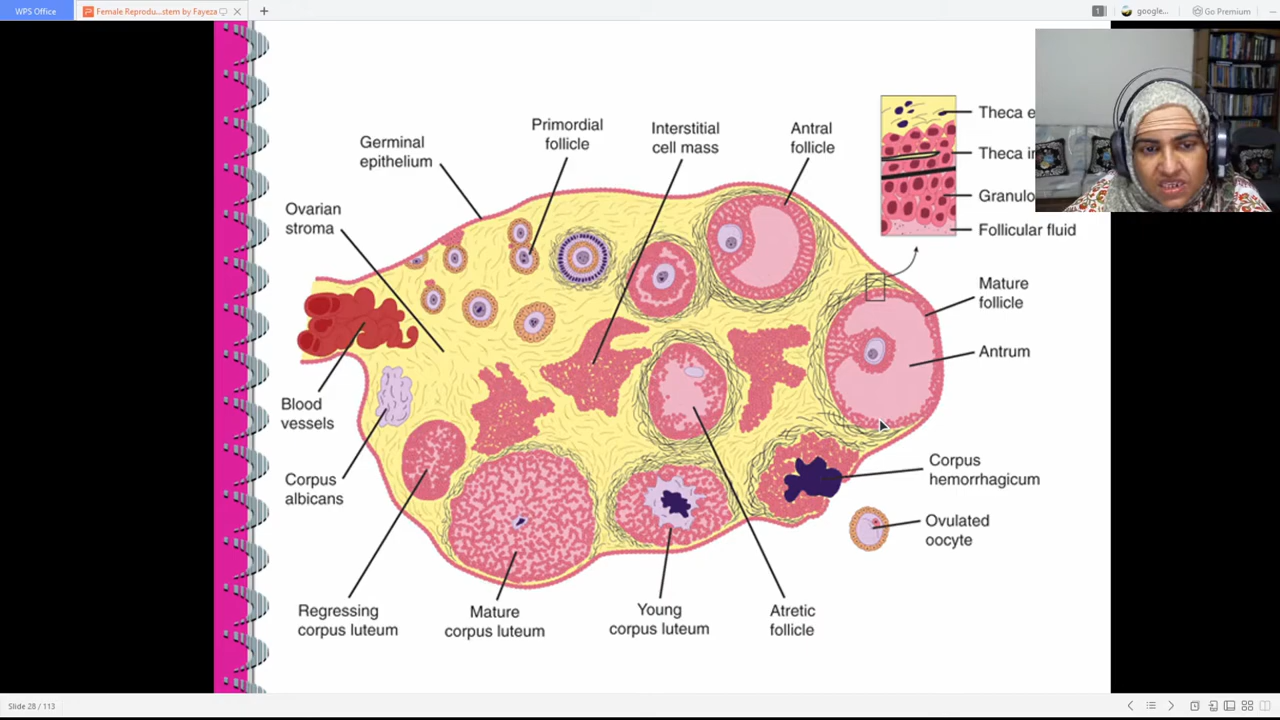 WPS Office
Female Reprodu...stem by Fayeza
1
google...
Go Premium
Germinal
epithelium
Primordial
follicle
Interstitial
cell mass
Antral
follicle
Theca e
Theca in
Granulo
Follicular fluid
Ovarian
stroma
Mature
follicle
Antrum
Blood
vessels
Corpus
albicans
Corpus
hemorrhagicum
Ovulated
oocyte
Regressing
corpus luteum
Mature
corpus luteum
Young
corpus luteum
Atretic
follicle
Slide 28 / 113